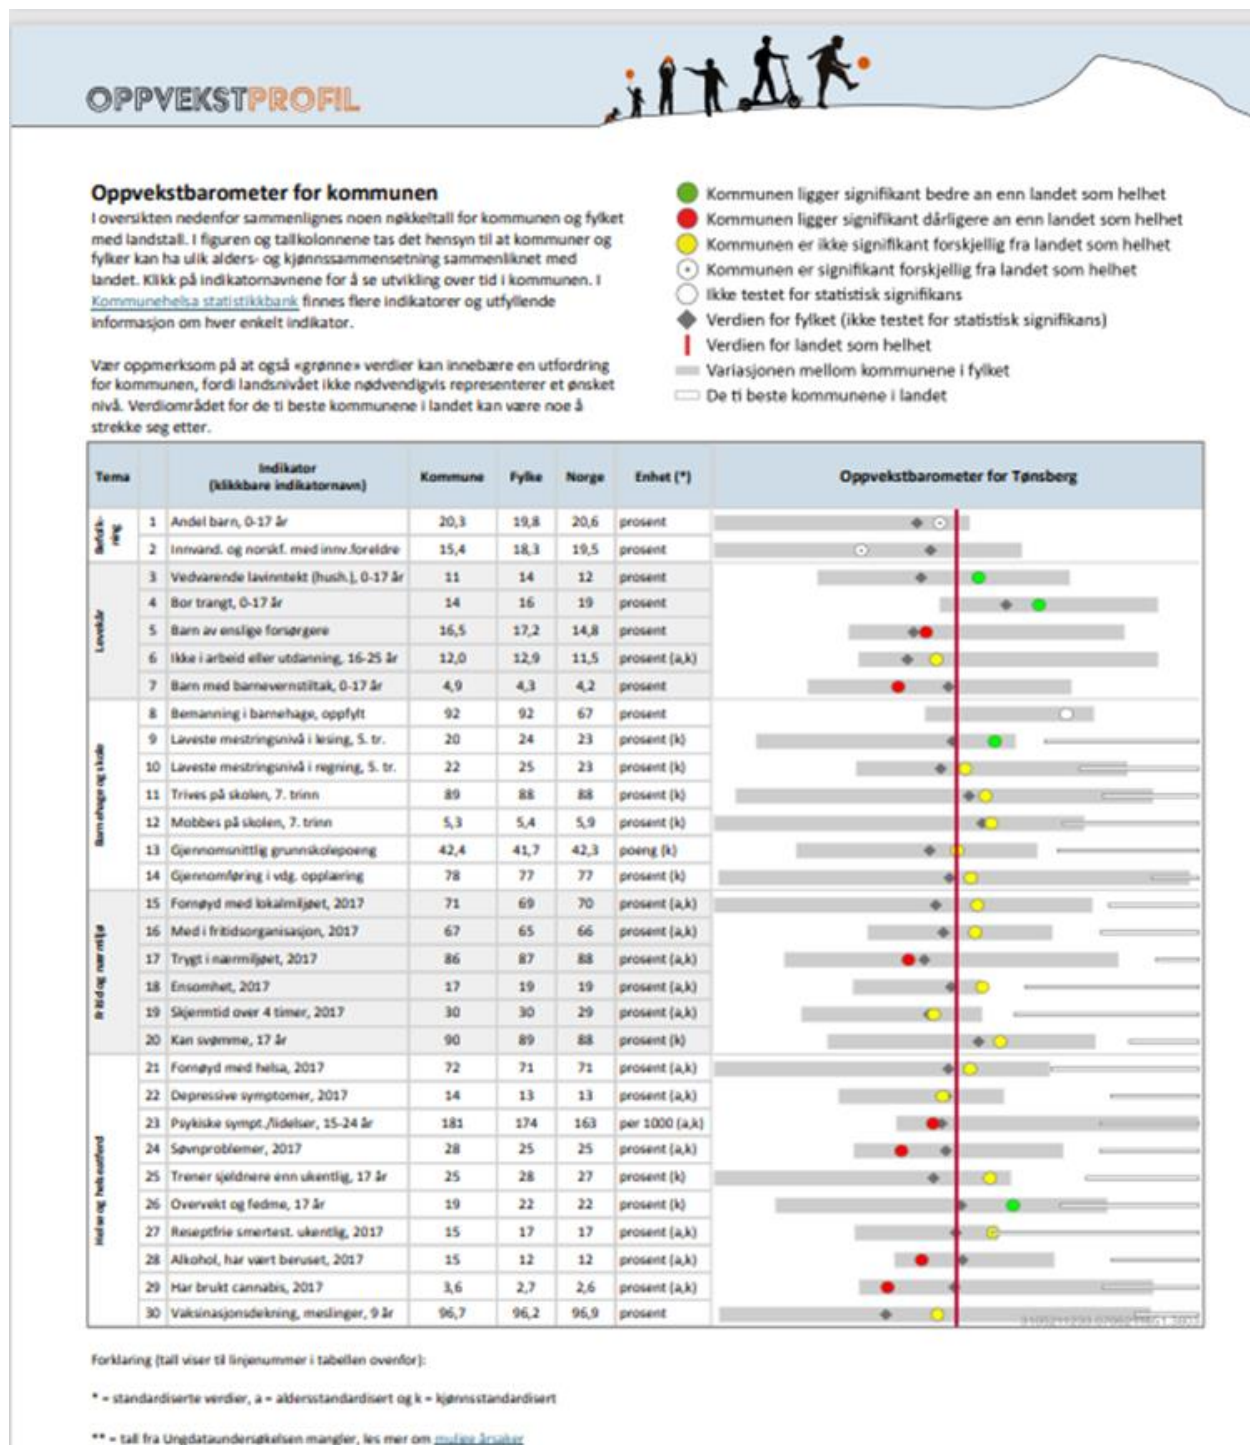 OPPVEKSTPROFIL
Oppvekstbarometer for kommunen
I oversikten nedenfor sammenlignes noen nøkkeltall for kommunen og fylket
med landstall. I figuren og tallkolonnene tas det hensyn til at kommuner og
fylker kan ha ulik alders- og kjønnssammensetning sammenliknet med
landet. Klikk på indikatornavnene for å se utvikling over tid i kommunen. I
Kommunehelsa statistikkbank finnes flere indikatorer og utfyllende
informasjon om hver enkelt indikator.
Vær oppmerksom på at også «grønne» verdier kan innebære en utfordring
for kommunen, fordi landsnivået ikke nødvendigvis representerer et ønsket
nivå. Verdiområdet for de ti beste kommunene i landet kan være noe å
strekke seg etter.
Kommunen ligger signifikant bedre an enn landet som helhet
Kommunen ligger signifikant dårligere an enn landet som helhet
Kommunen er ikke signifikant forskjellig fra landet som helhet
Kommunen er signifikant forskjellig fra landet som helhet
Ikke testet for statistisk signifikans
Verdien for fylket (ikke testet for statistisk signifikans)
Verdien for landet som helhet
Variasjonen mellom kommunene i fylket
De ti beste kommunene i landet
Tema Indikator (klikkbare indikatornavn) Kommune Fylke Norge Enhet (*) Oppvekstbarometer for Tønsberg
Befolk-
ning
1 Andel barn, 0-17 år 20,3 19,8 20,6 prosent
2 Innvand. og norskf. med innv.foreldre 15,4 18,3 19,5 prosent
Levekår
3 Vedvarende lavinntekt (hush.), 0-17 år 11 14 12 prosent
4 Bor trangt, 0-17 år 14 16 19 prosent
5 Barn av enslige forsørgere 16,5 17,2 14,8 prosent
6 Ikke i arbeid eller utdanning, 16-25 år 12,0 12,9 11,5 prosent (a,k)
7 Barn med barnevernstiltak, 0-17 år 4,9 4,3 4,2 prosent
Barnehage og skole
8 Bemanning i barnehage, oppfylt 92 92 67 prosent
9 Laveste mestringsnivå i lesing, 5. tr. 20 24 23 prosent (k)
10 Laveste mestringsnivå i regning, 5. tr. 22 25 23 prosent (k)
11 Trives på skolen, 7. trinn 89 88 88 prosent (k)
12 Mobbes på skolen, 7. trinn 5,3 5,4 5,9 prosent (k)
13 Gjennomsnittlig grunnskolepoeng 42,4 41,7 42,3 poeng (k)
14 Gjennomføring i vdg. opplæring 78 77 77 prosent (k)
Fritid og nærmiljø
15 Fornøyd med lokalmiljøet, 2017 71 69 70 prosent (a,k)
16 Med i fritidsorganisasjon, 2017 67 65 66 prosent (a,k)
17 Trygt i nærmiljøet, 2017 86 87 88 prosent (a,k)
18 Ensomhet, 2017 17 19 19 prosent (a,k)
19 Skjermtid over 4 timer, 2017 30 30 29 prosent (a,k)
20 Kan svømme, 17 år 90 89 88 prosent (k)
Helse og helseatferd
21 Fornøyd med helsa, 2017 72 71 71 prosent (a,k)
22 Depressive symptomer, 2017 14 13 13 prosent (a,k)
23 Psykiske sympt./lidelser, 15-24 år 181 174 163 per 1000 (a,k)
24 Søvnproblemer, 2017 28 25 25 prosent (a,k)
25 Trener sjeldnere enn ukentlig, 17 år 25 28 27 prosent (k)
26 Overvekt og fedme, 17 år 19 22 22 prosent (k)
27 Reseptfrie smertest. ukentlig, 2017 15 17 17 prosent (a,k)
28 Alkohol, har vært beruset, 2017 15 12 12 prosent (a,k)
29 Har brukt cannabis, 2017 3,6 2,7 2,6 prosent (a,k)
30 Vaksinasjonsdekning, meslinger, 9 år 96,7 96,2 96,9 prosent
Forklaring (tall viser til linjenummer i tabellen ovenfor):
* = standardiserte verdier, a = aldersstandardisert og k = kjønnsstandardisert
** = tall fra Ungdataundersøkelsen mangler, les mer om mulige årsaker